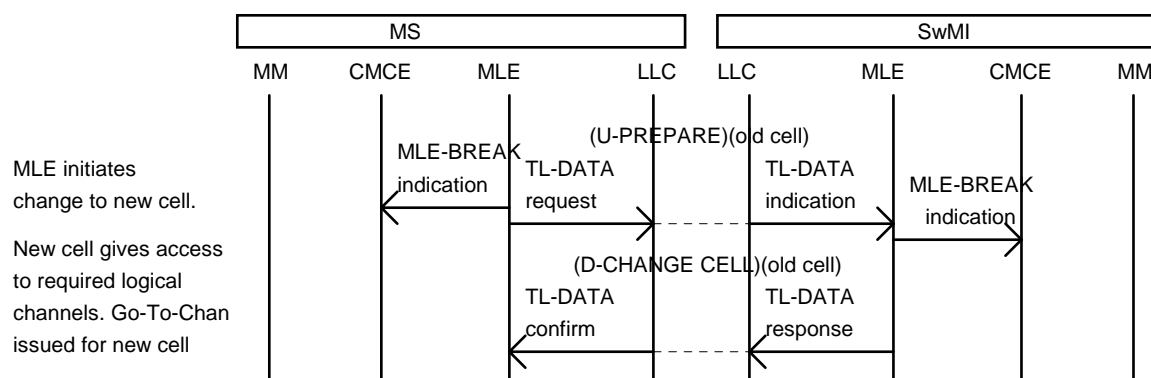 MS SwMI
MM CMCE MLE LLC LLC MLE CMCE MM
(U-PREPARE)(old cell)
MLE initiates
change to new cell.
MLE-BREAK
indication
TL-DATA
request
TL-DATA
indication
MLE-BREAK
indication
New cell gives access
to required logical
channels. Go-To-Chan
issued for new cell
(D-CHANGE CELL)(old cell)
TL-DATA
confirm
TL-DATA
response